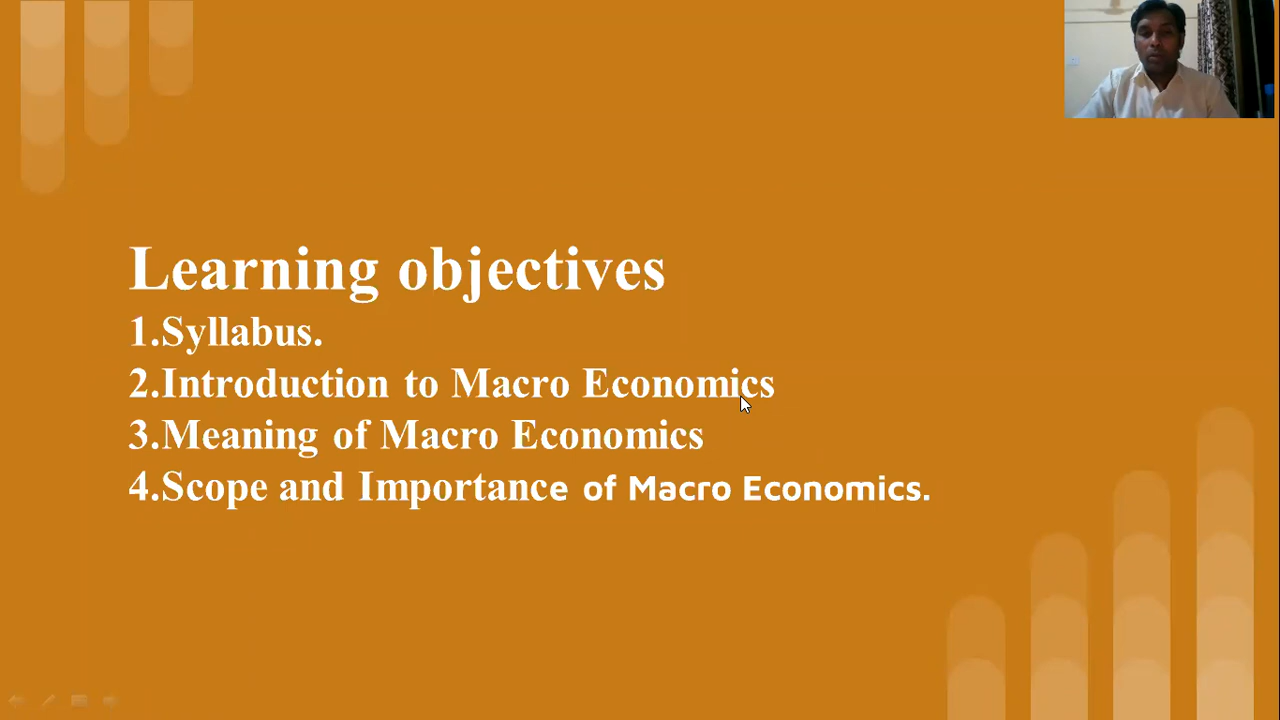 Learning objectives
1.Syllabus.
2.Introduction to Macro Economics
3.Meaning of Macro Economics
4.Scope and Importance of Macro Economics.